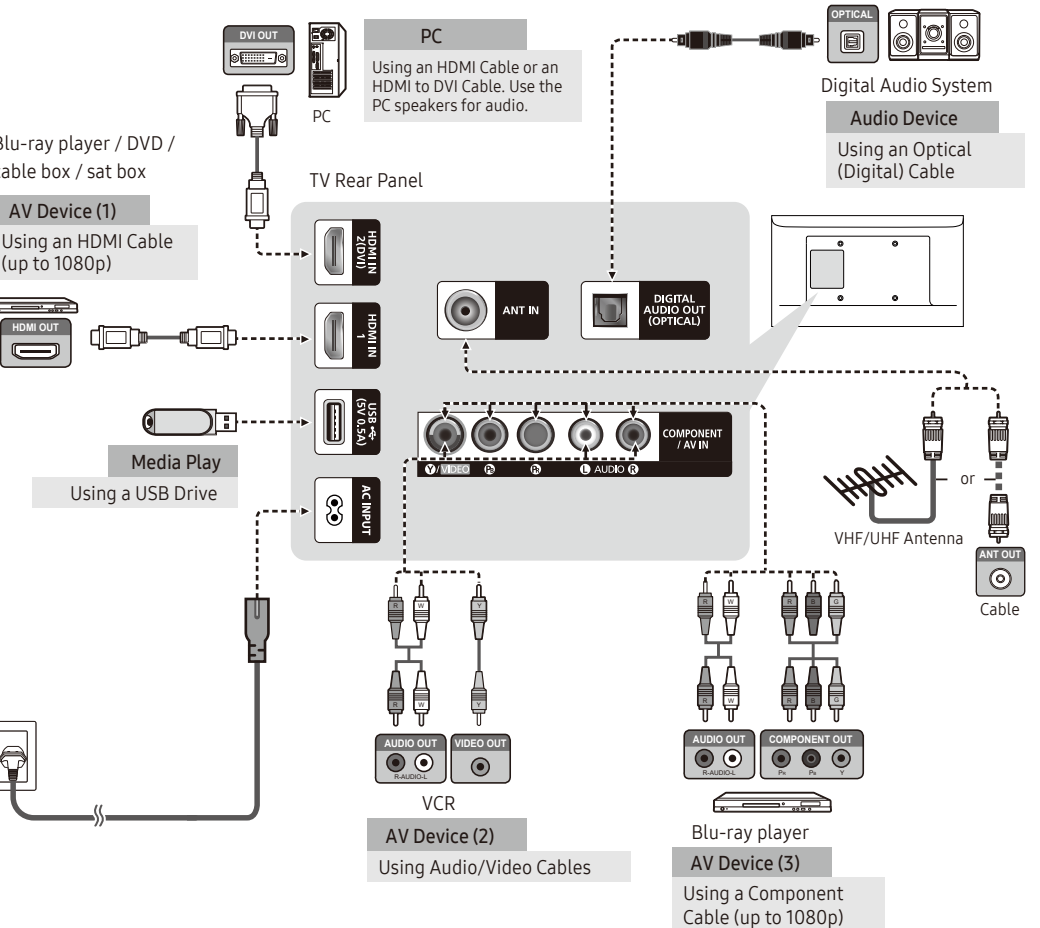 DVI OUT
PC
PC
Using an HDMI Cable or an
HDMI to DVI Cable. Use the
PC speakers for audio.
OPTICAL
Digital Audio System
Audio Device
Using an Optical
(Digital) Cable
Blu-ray player / DVD /
cable box / sat box
AV Device (1)
Using an HDMI Cable
(up to 1080p)
HDMI OUT
TV Rear Panel
HDMI IN
2(DVI)
HDMI IN
1
USB
(5V 0.5A)
AC INPUT
ANT IN
DIGITAL
AUDIO OUT
(OPTICAL)
COMPONENT
/ AV IN
Y/VIDEO PB PR L AUDIO R
Media Play
Using a USB Drive
or
VHF/UHF Antenna
ANT OUT
Cable
R W Y
R W Y
AUDIO OUT
R-AUDIO-L
VIDEO OUT
VCR
AV Device (2)
Using Audio/Video Cables
R W R B G
R W R B G
AUDIO OUT
R-AUDIO-L
COMPONENT OUT
PR PB Y
Blu-ray player
AV Device (3)
Using a Component
Cable (up to 1080p)